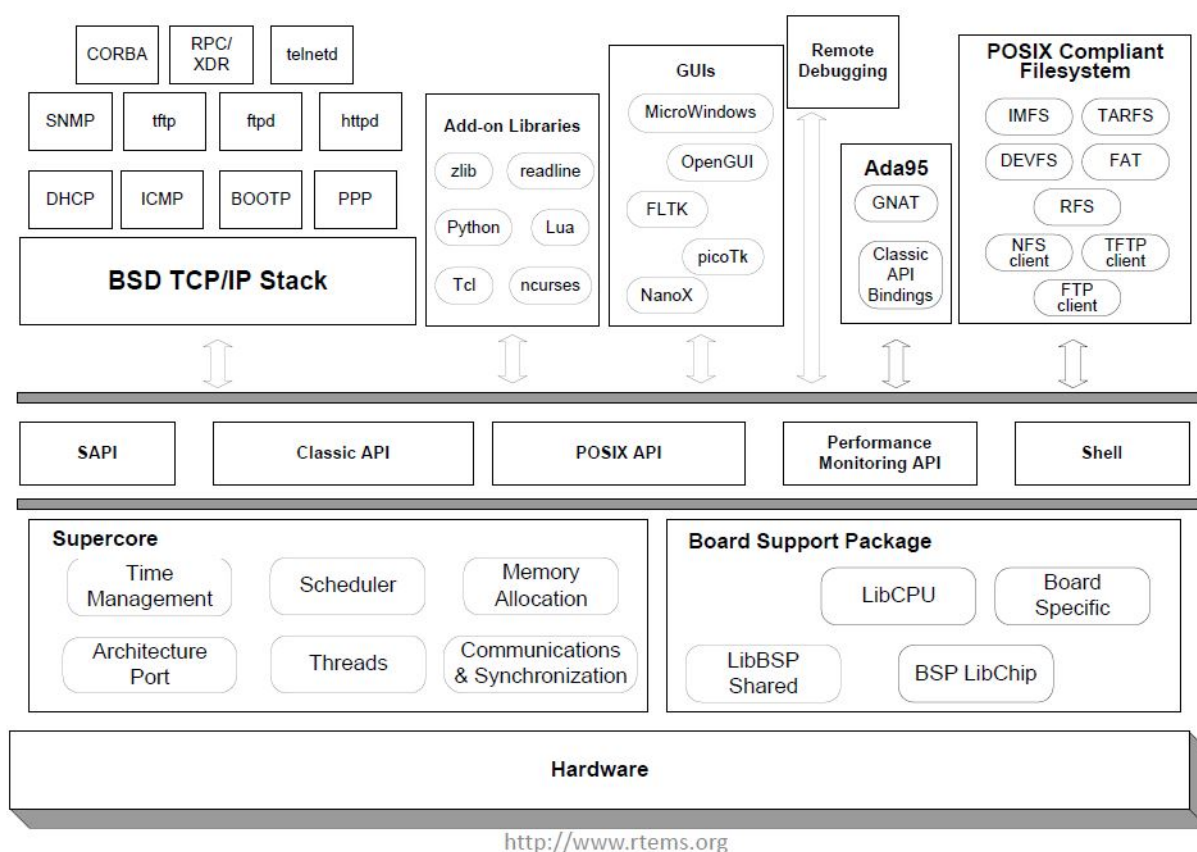 CORBA
RPC/
XDR
telnetd
SNMP
tftp
ftpd
httpd
DHCP
ICMP
BOOTP
PPP
BSD TCP/IP Stack
Add-on Libraries
zlib
readline
Python
Lua
Tcl
ncurses
GUIs
MicroWindows
OpenGUI
FLTK
picoTk
NanoX
Remote
Debugging
Ada95
GNAT
Classic
API
Bindings
POSIX Compliant
Filesystem
IMFS
TARFS
DEVFS
FAT
RFS
NFS
client
TFTP
client
FTP
client
SAPI
Classic API
POSIX API
Performance
Monitoring API
Shell
Supercore
Time
Management
Scheduler
Memory
Allocation
Architecture
Port
Threads
Communications
& Synchronization
Board Support Package
LibCPU
Board
Specific
LibBSP
Shared
BSP LibChip
Hardware
http://www.rtems.org